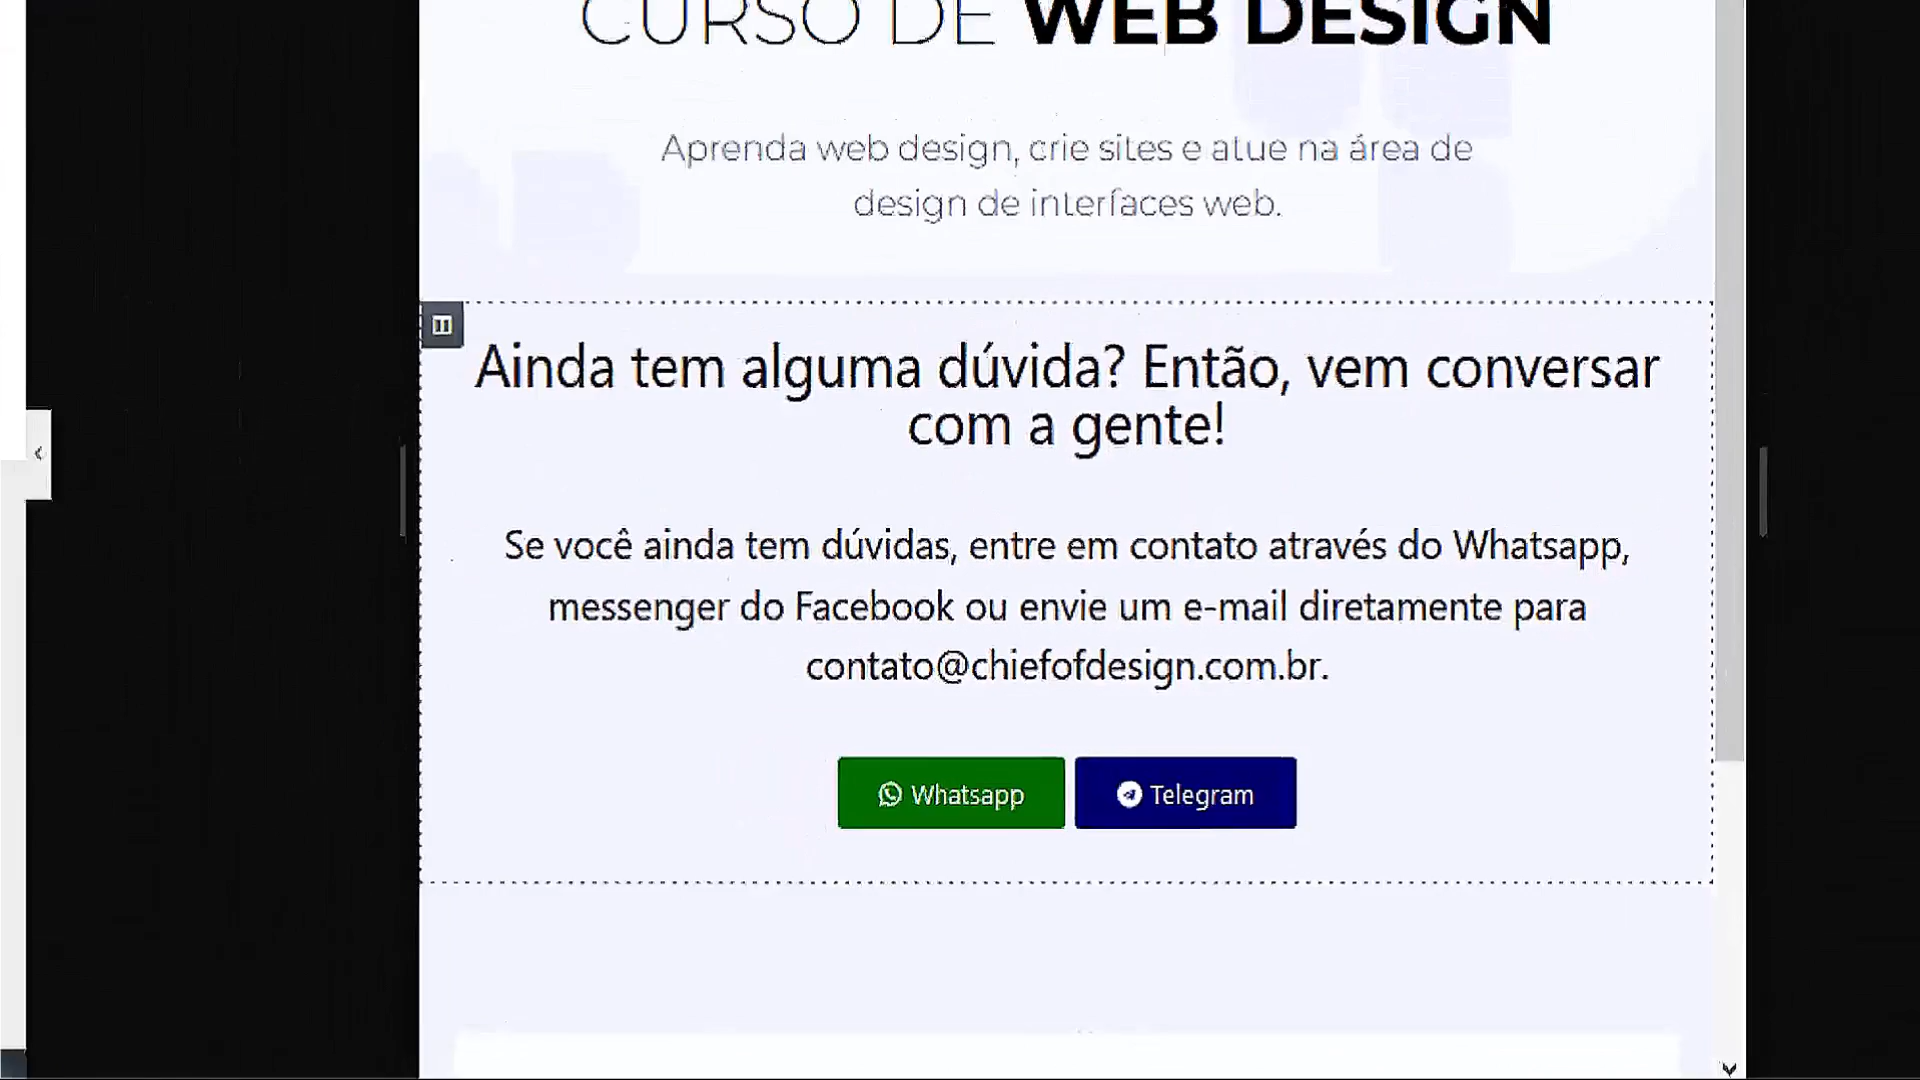 CURSO DE WEB DESIGN
Aprenda web design, crie sites e atue na área de
design de interfaces web.
Ainda tem alguma dúvida? Então, vem conversar
com a gente!
Se você ainda tem dúvidas, entre em contato através do Whatsapp,
messenger do Facebook ou envie um e-mail diretamente para
contato@chiefofdesign.com.br.
Whatsapp
Telegram